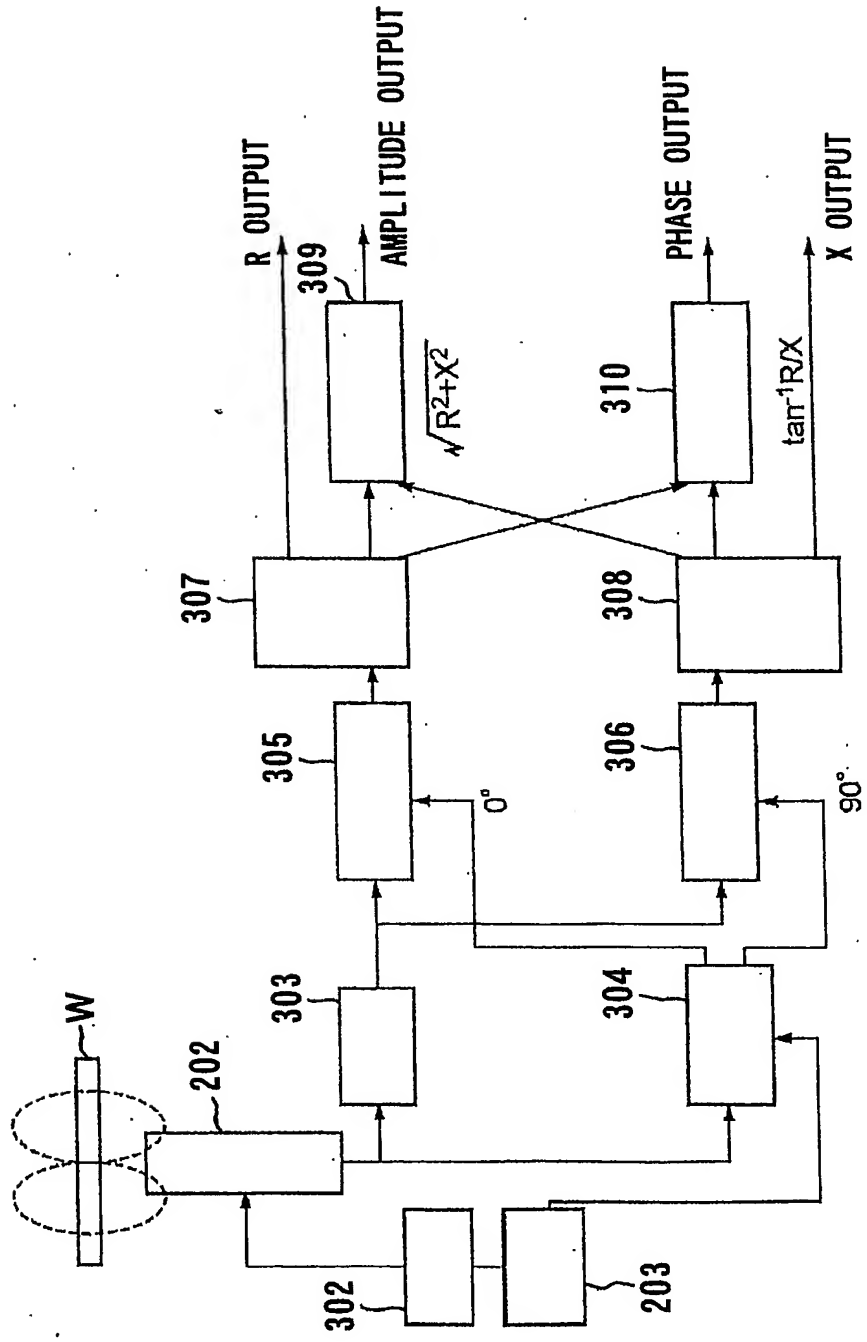 R OUTPUT
309
AMPLITUDE OUTPUT
√R²+X²
307
305
0°
W
202
303
PHASE OUTPUT
310
tan⁻¹R/X
X OUTPUT
308
306
90°
304
302
203